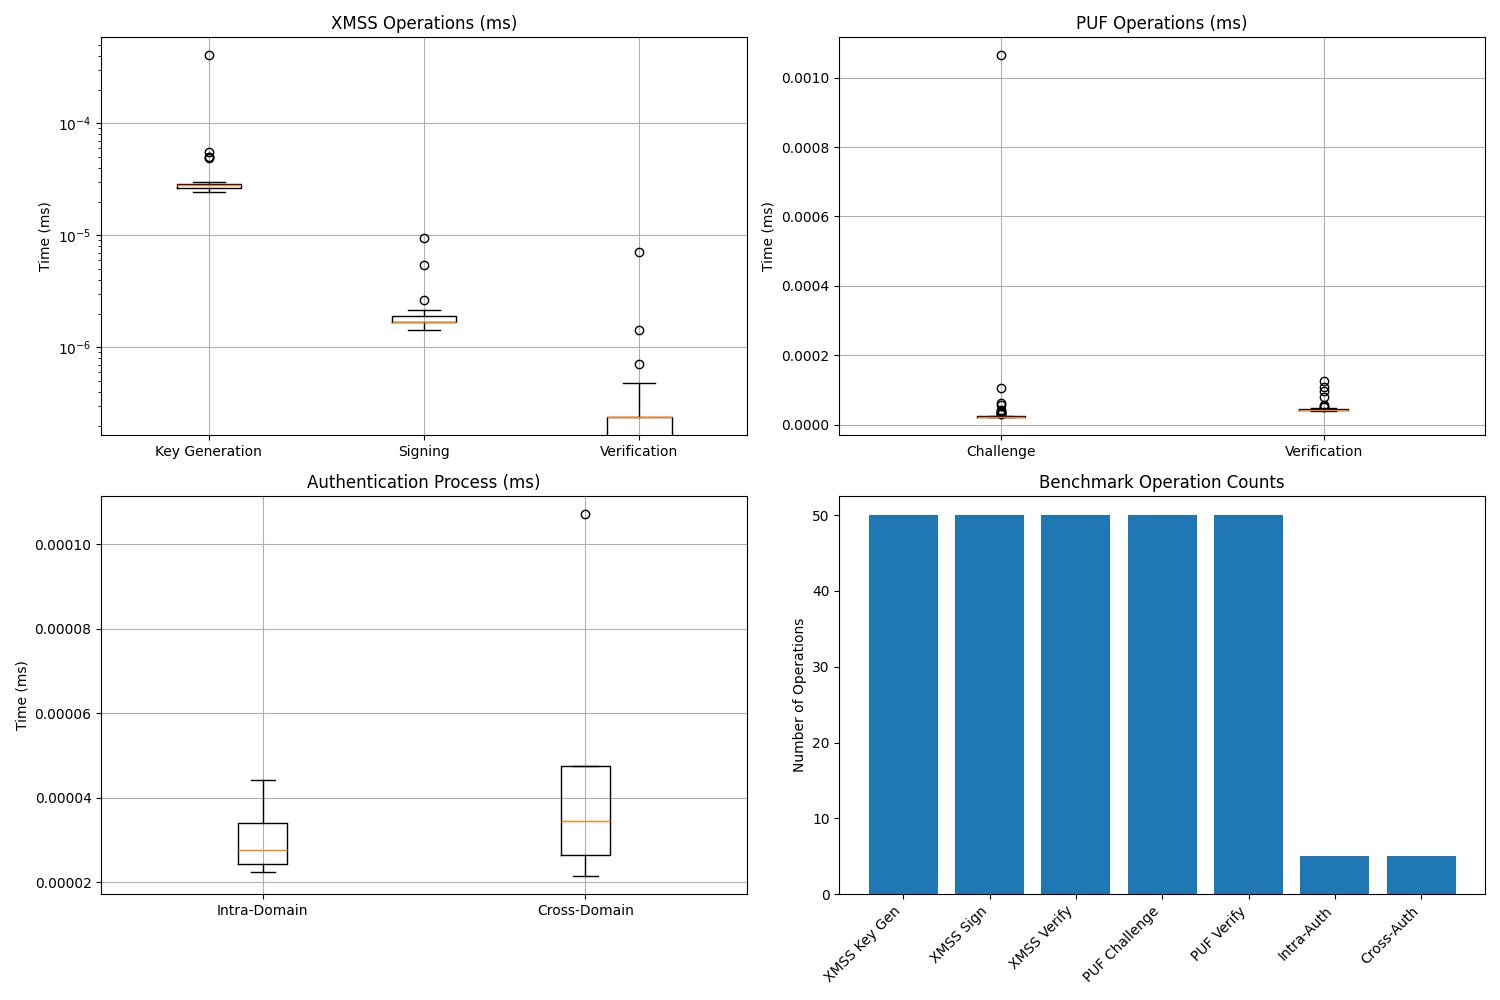 XMSS Operations (ms)
Time (ms)
10⁻⁴
10⁻⁵
10⁻⁶
Key Generation Signing Verification
PUF Operations (ms)
Time (ms)
0.0010
0.0008
0.0006
0.0004
0.0002
0.0000
Challenge Verification
Authentication Process (ms)
Time (ms)
0.00010
0.00008
0.00006
0.00004
0.00002
Intra-Domain Cross-Domain
Benchmark Operation Counts
Number of Operations
50
40
30
20
10
0
XMSS Key Gen
XMSS Sign
XMSS Verify
PUF Challenge
PUF Verify
Intra-Auth
Cross-Auth